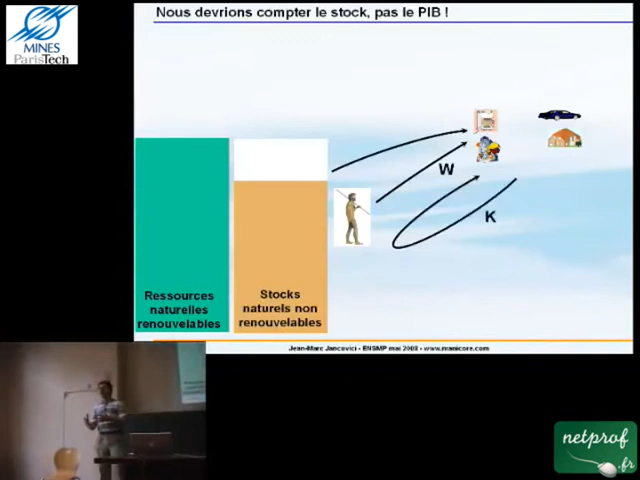 Nous devrions compter le stock, pas le PIB !
MINES
ParisTech
W
K
Ressources
naturelles
renouvelables
Stocks
naturels non
renouvelables
Jean-Marc Jancovici - ENSMP mai 2008 - www.manicore.com
netprof
.fr